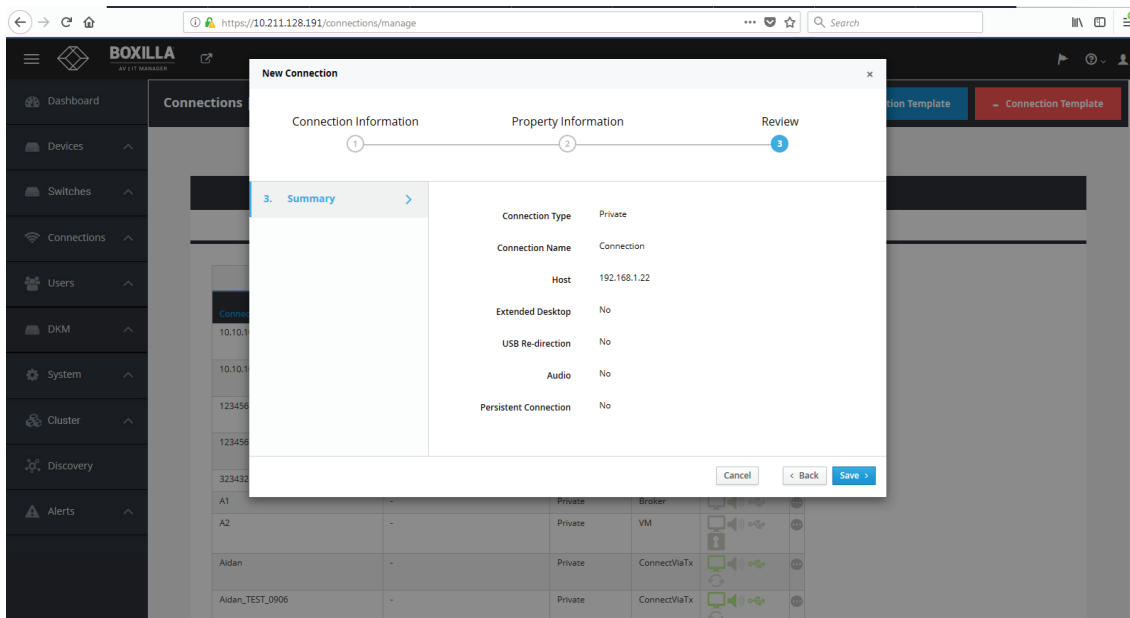 https://10.211.128.191/connections/manage
Search
BOXILLA
AV | IT MANAGER
New Connection
×
Dashboard
Connections
tion Template
- Connection Template
Connection Information
Property Information
Review
1
2
3
Devices
Switches
3. Summary
Connection Type Private
Connections
Connection Name Connection
Host 192.168.1.22
Users
Extended Desktop No
Connec
DKM
10.10.1
USB Re-direction No
System
10.10.1
Audio No
Persistent Connection No
123456
Cluster
123456
Discovery
323432
Cancel
< Back
Save >
A1 - Private Broker
Alerts
A2 - Private VM
Aidan - Private ConnectViaTx
Aidan_TEST_0906 - Private ConnectViaTx